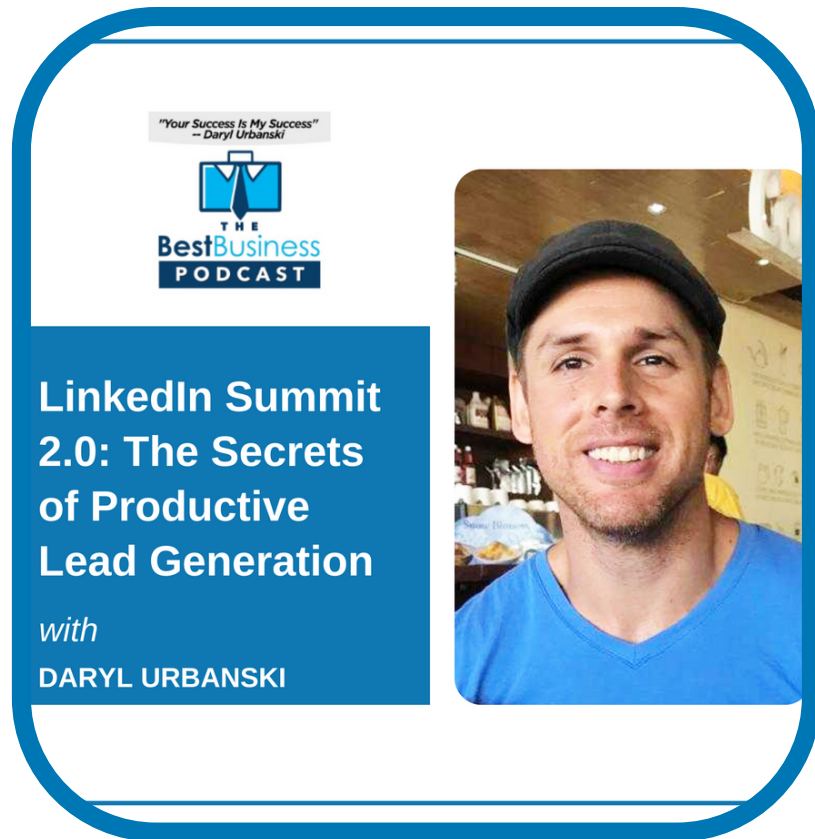 "Your Success Is My Success"
-- Daryl Urbanski
THE
BestBusiness
PODCAST
LinkedIn Summit
2.0: The Secrets
of Productive
Lead Generation
with
DARYL URBANSKI